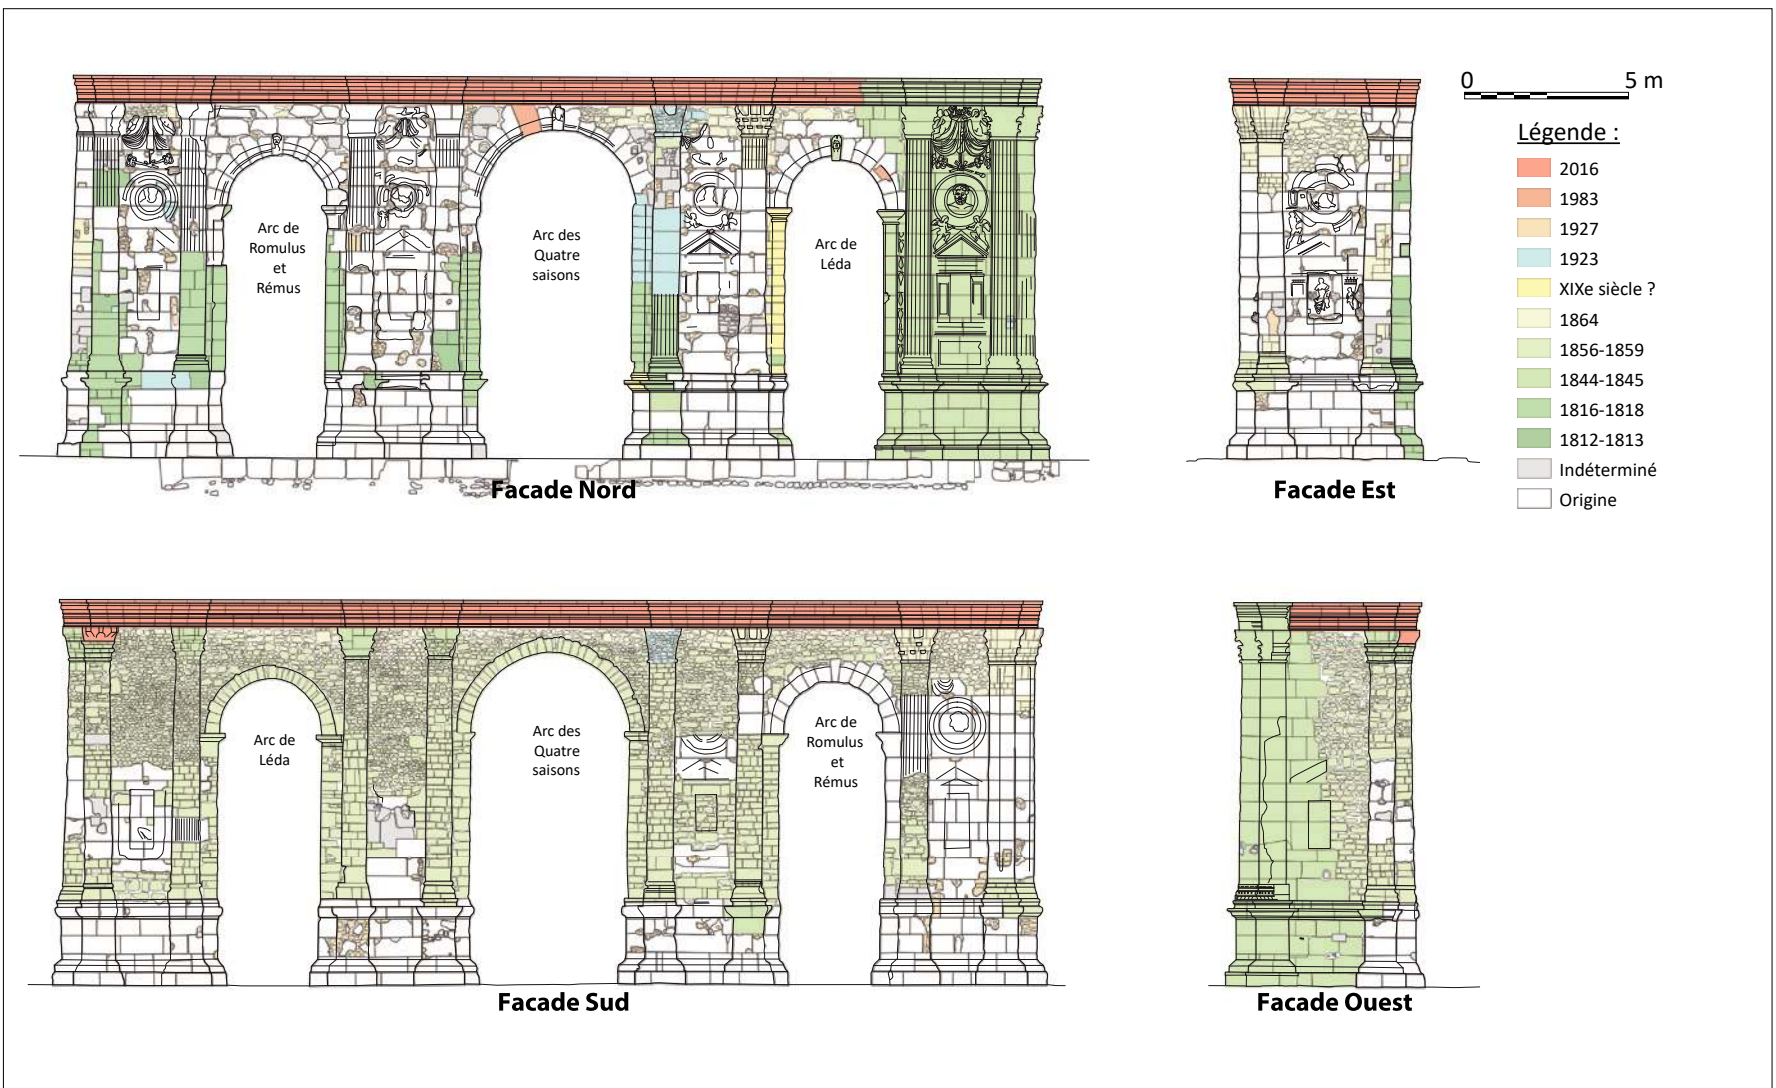 0 5 m
Légende :
2016
1983
1927
1923
XIXe siècle ?
1864
1856-1859
1844-1845
1816-1818
1812-1813
Indéterminé
Origine
Arc de
Romulus
et
Rémus
Arc des
Quatre
saisons
Arc de
Léda
Facade Nord
Facade Est
Arc de
Léda
Arc des
Quatre
saisons
Arc de
Romulus
et
Rémus
Facade Sud
Facade Ouest